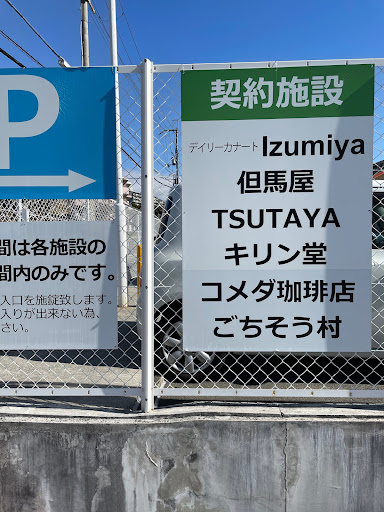 P
間は各施設の
間内のみです。
入口を施錠致します。
入りが出来ない為、
さい。
契約施設
デイリーカナート Izumiya
但馬屋
TSUTAYA
キリン堂
コメダ珈琲店
ごちそう村